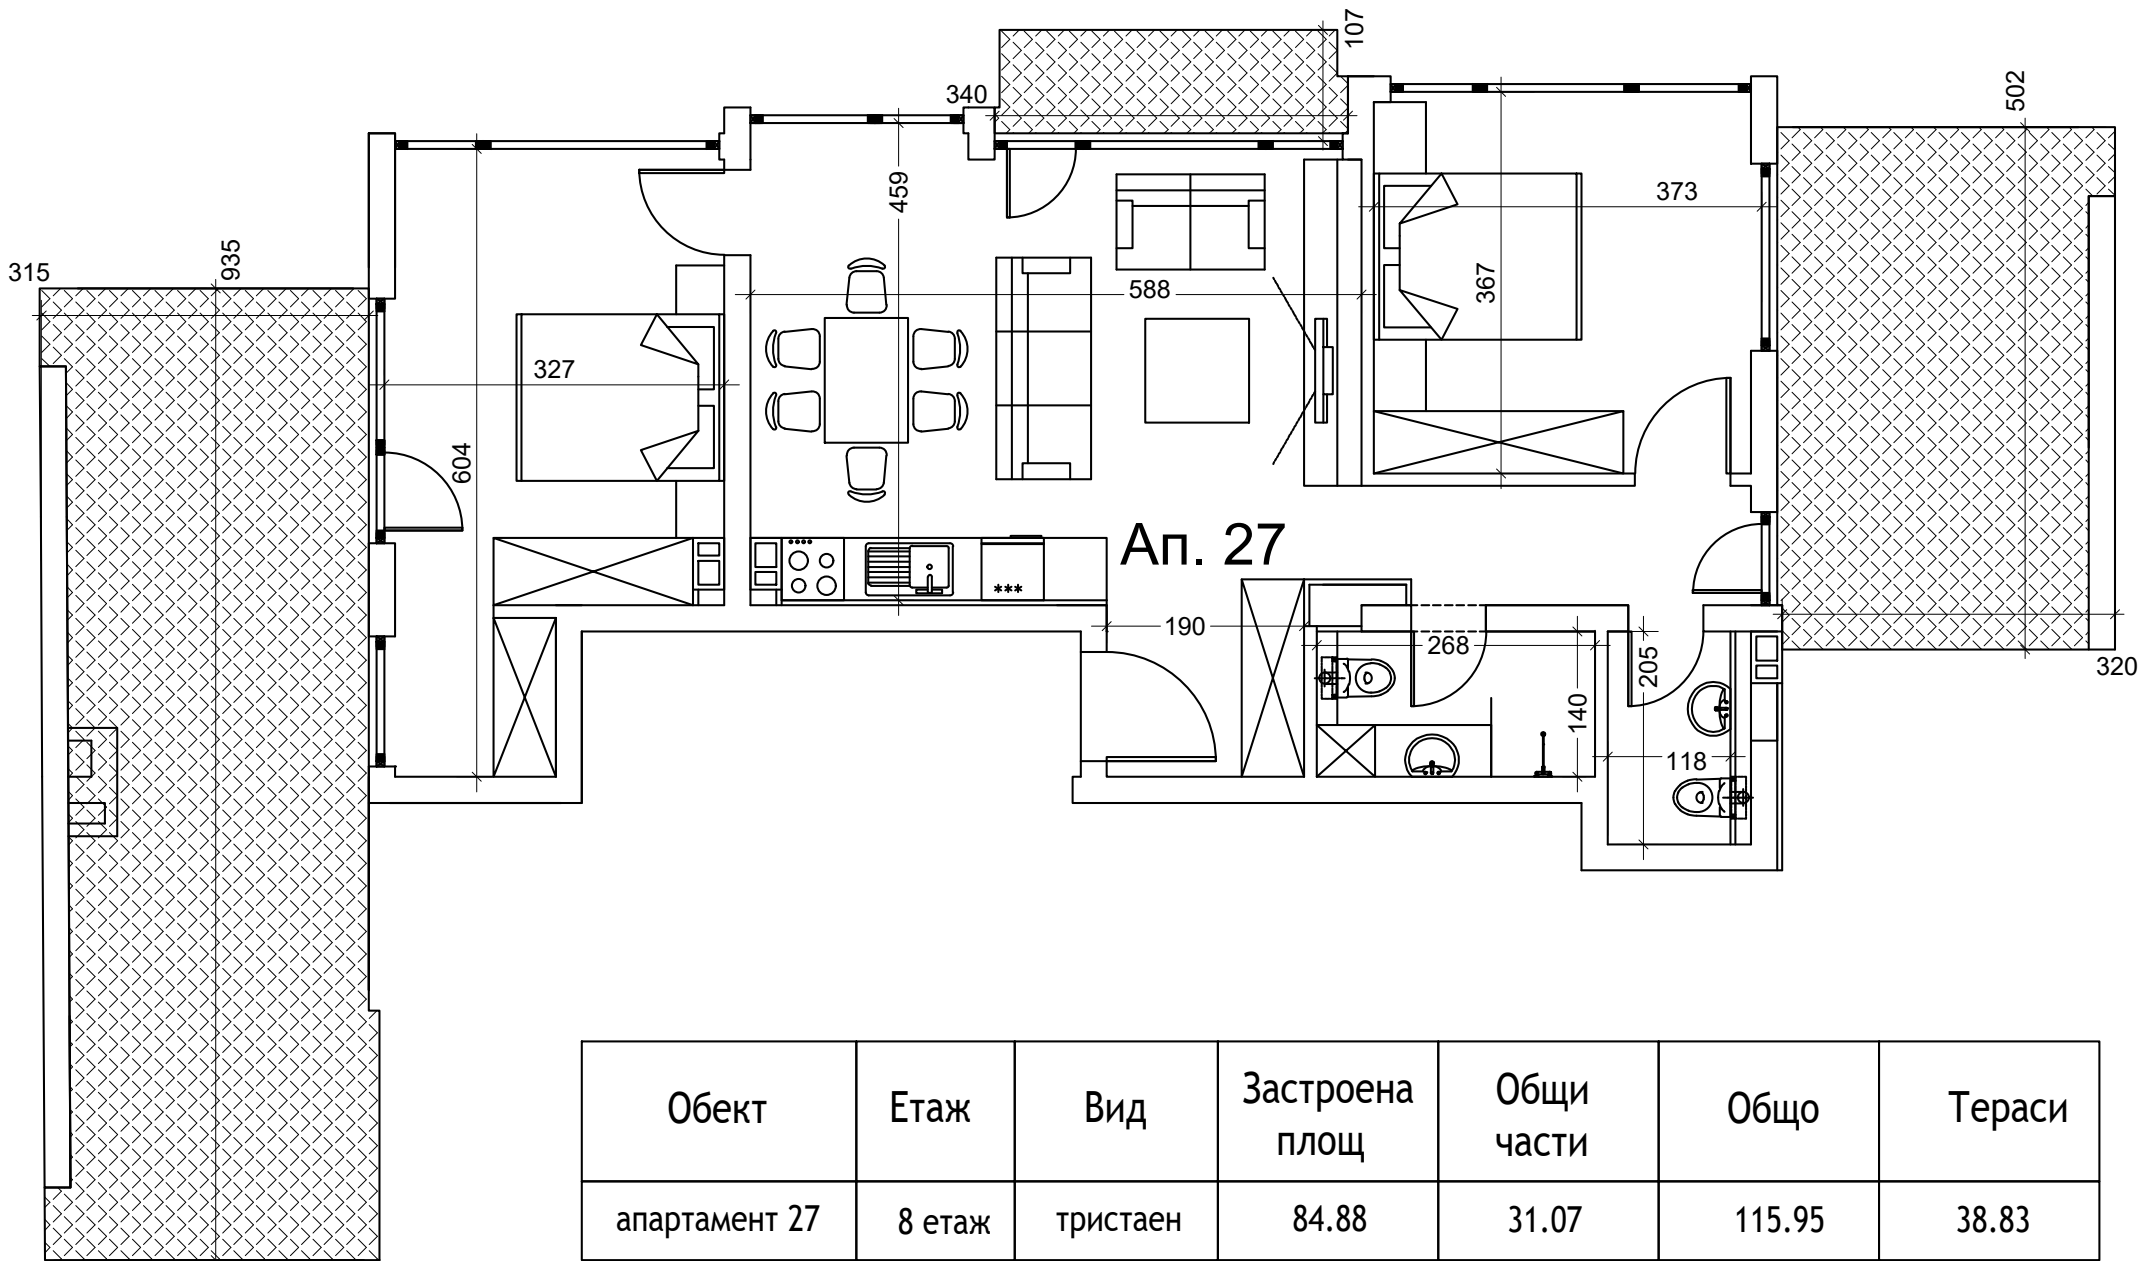 107
340
502
459
373
935
315
588
367
327
604
Ап. 27
***
190
268
205
140
320
118
Обект
Етаж
Вид
Застроена
площ
Общи
части
Общо
Тераси
апартамент 27
8 етаж
тристаен
84.88
31.07
115.95
38.83